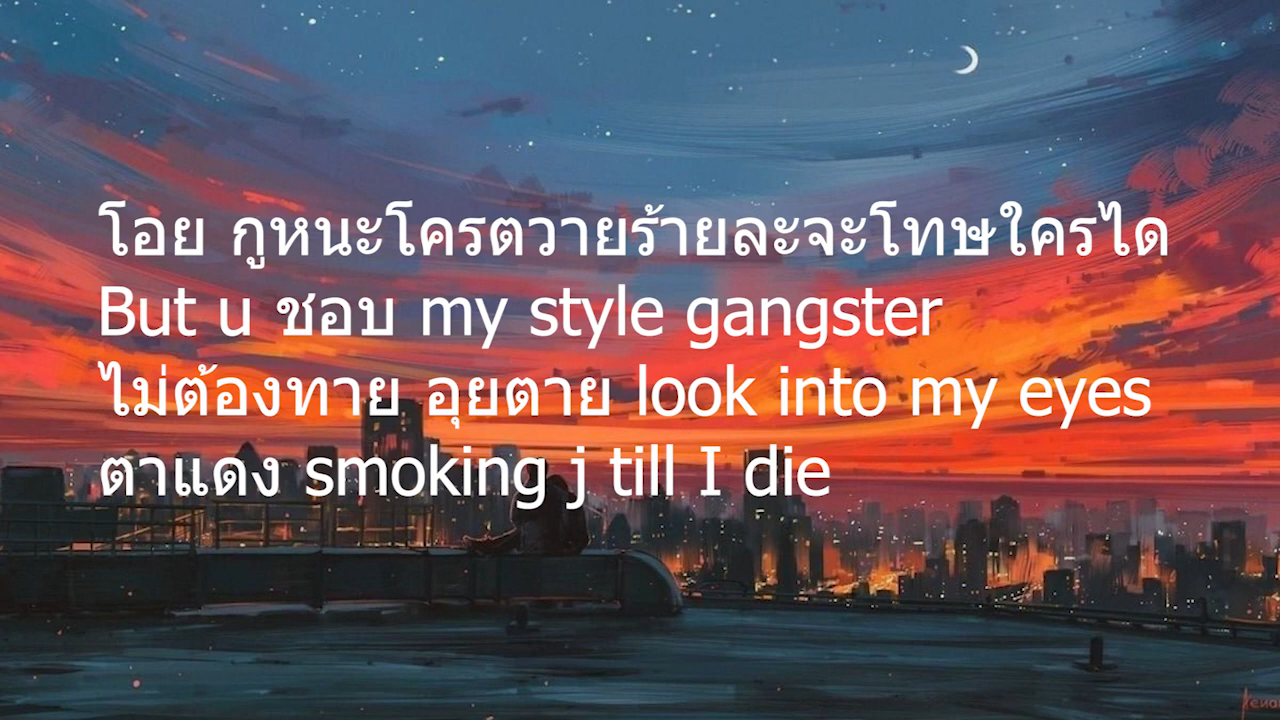 โอย กูหนะโครตวายร้ายละจะโทษใครได
But u ชอบ my style gangster
ไม่ต้องทาย อุยตาย look into my eyes
ตาแดง smoking j till I die